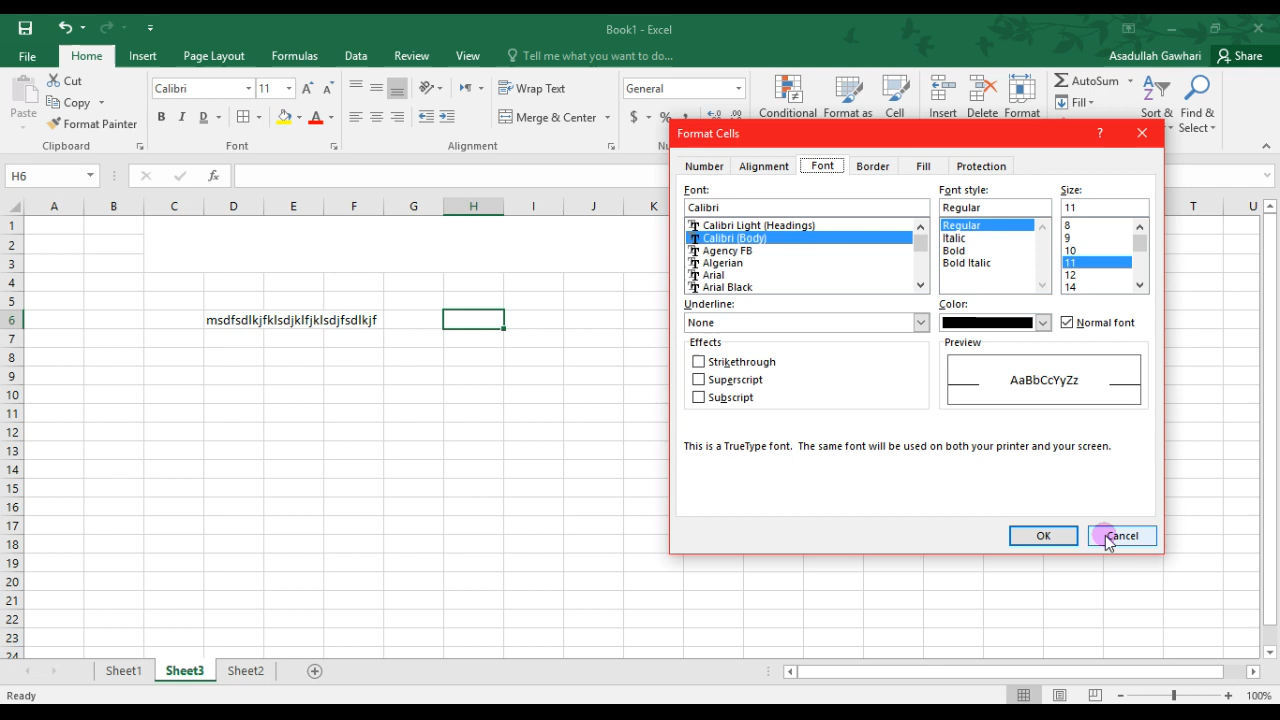 Book1 - Excel
File Home Insert Page Layout Formulas Data Review View Tell me what you want to do... Asadullah Gawhari Share
Paste Cut Copy Format Painter Clipboard
Calibri 11 B I D Font
Wrap Text Merge & Center Alignment
General $ % Nu
Conditional Format as Cell Insert Delete Format
AutoSum Fill Sort & Find & Select
H6 fx
A B C D E F G H I J K T U
1
2
3
4
5
6 msdfsdlkjfklsdjklfjklsdjfsdlkjf
7
8
9
10
11
12
13
14
15
16
17
18
19
20
21
22
23
24
Format Cells ?
Number Alignment Font Border Fill Protection
Font: Font style: Size:
Calibri Regular 11
Calibri Light (Headings) Regular 8
Calibri (Body) Italic 9
Agency FB Bold 10
Algerian Bold Italic 11
Arial 12
Arial Black 14
Underline: Color:
None Normal font
Effects Preview
Strikethrough
Superscript AaBbCcYyZz
Subscript
This is a TrueType font. The same font will be used on both your printer and your screen.
OK Cancel
Sheet1 Sheet3 Sheet2
Ready 100%